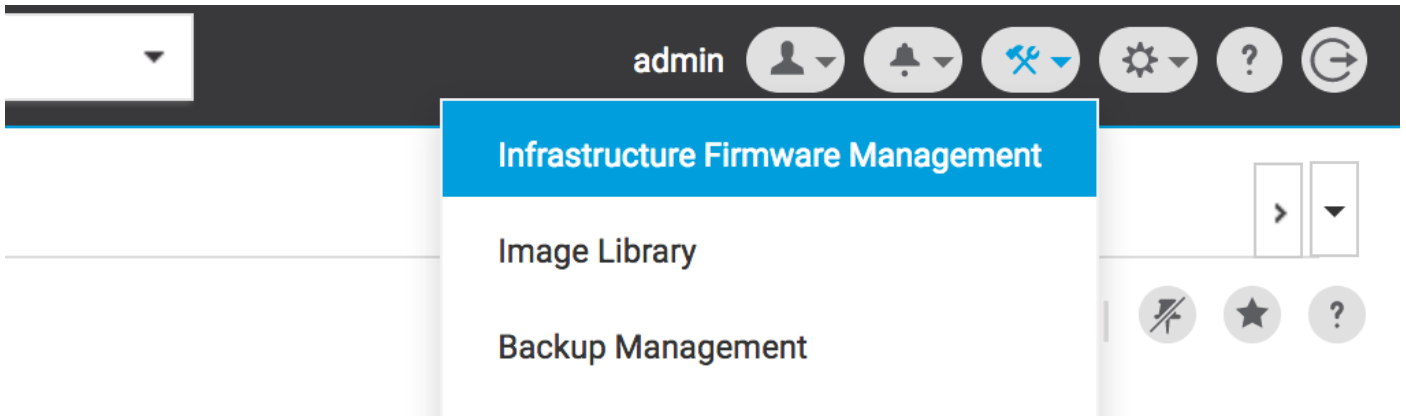 admin
?
Infrastructure Firmware Management
Image Library
?
Backup Management